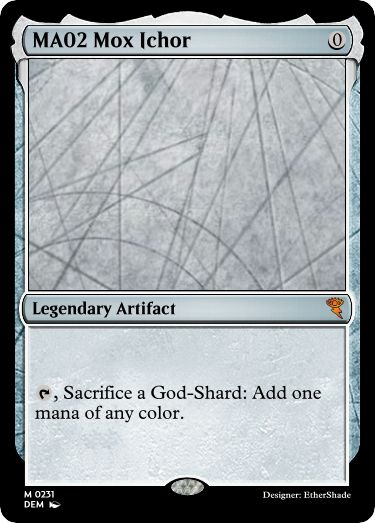 MA02 Mox Ichor 0
Legendary Artifact
, Sacrifice a God-Shard: Add one
mana of any color.
M 0231
DEM
Designer: EtherShade